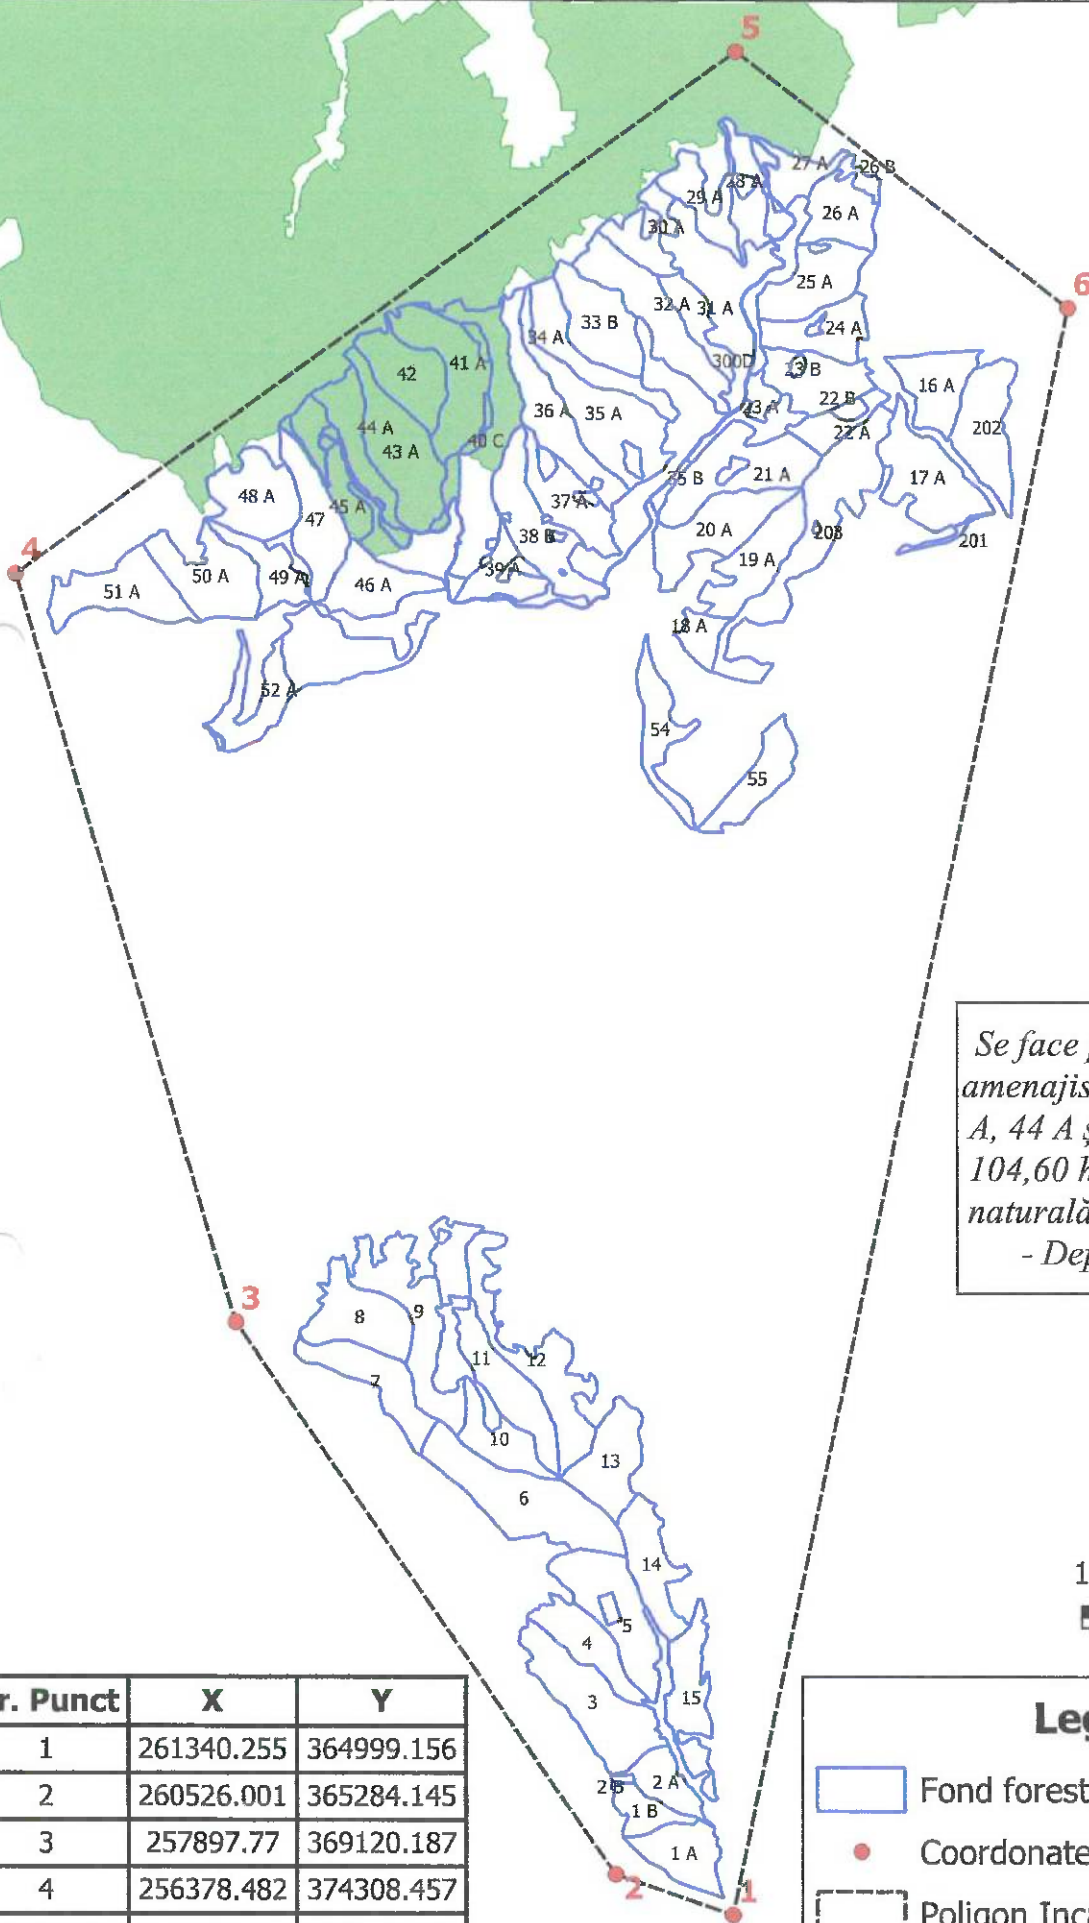 5
27 A
26 B
28 A
29 A
26 A
30 A
25 A
6
32 A
31 A
33 B
24 A
34 A
300D
41 A
42
23 B
16 A
22 B
36 A
35 A
23 A
44 A
202
22 A
40 C
43 A
35 B
21 A
17 A
48 A
37 A
45 A
47
20 A
203
38 B
201
4
19 A
39 A
50 A
49 A
46 A
51 A
18 A
52 A
54
55
Se face
amenajis
A, 44 A ș
104,60 h
naturală
- Dep
3
9
8
11
12
7
10
13
6
14
1
5
4
15
3
2 B
2 A
1 B
1 A
2
1
r. Punct X Y
1 261340.255 364999.156
2 260526.001 365284.145
3 257897.77 369120.187
4 256378.482 374308.457
Leg
Fond forest
Coordonate
Poligon Inc